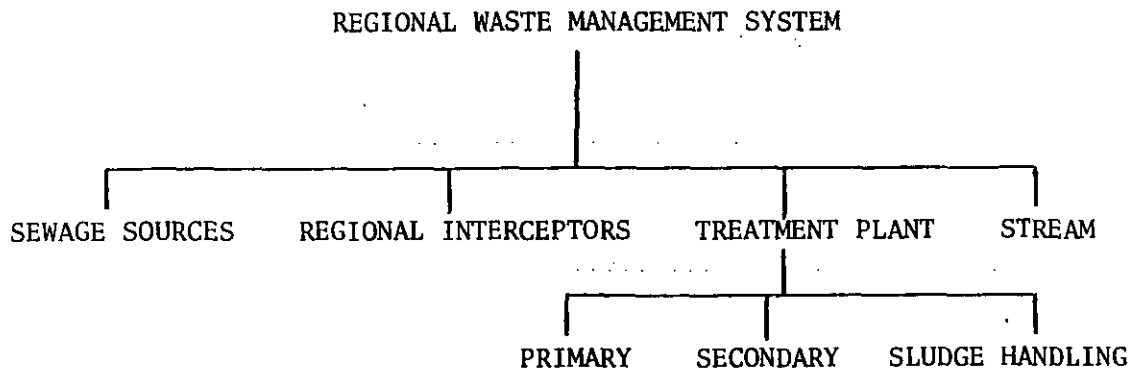 REGIONAL WASTE MANAGEMENT SYSTEM
SEWAGE SOURCES REGIONAL INTERCEPTORS TREATMENT PLANT STREAM
PRIMARY SECONDARY SLUDGE HANDLING